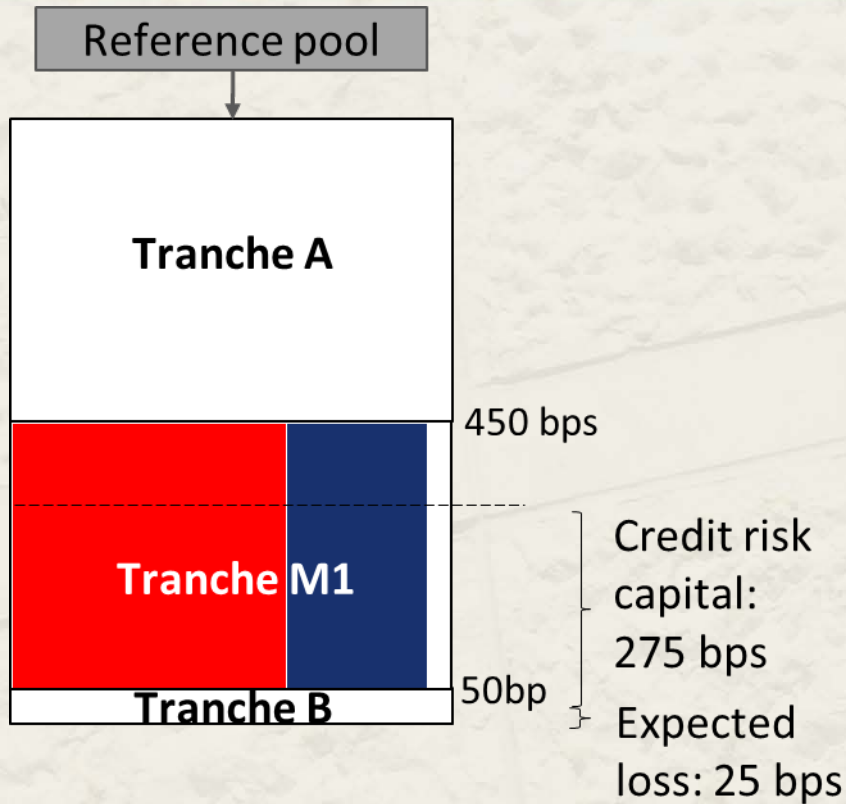 Reference pool
Tranche A
450 bps
Tranche M1
Credit risk
capital:
275 bps
50bp
Tranche B
Expected
loss: 25 bps